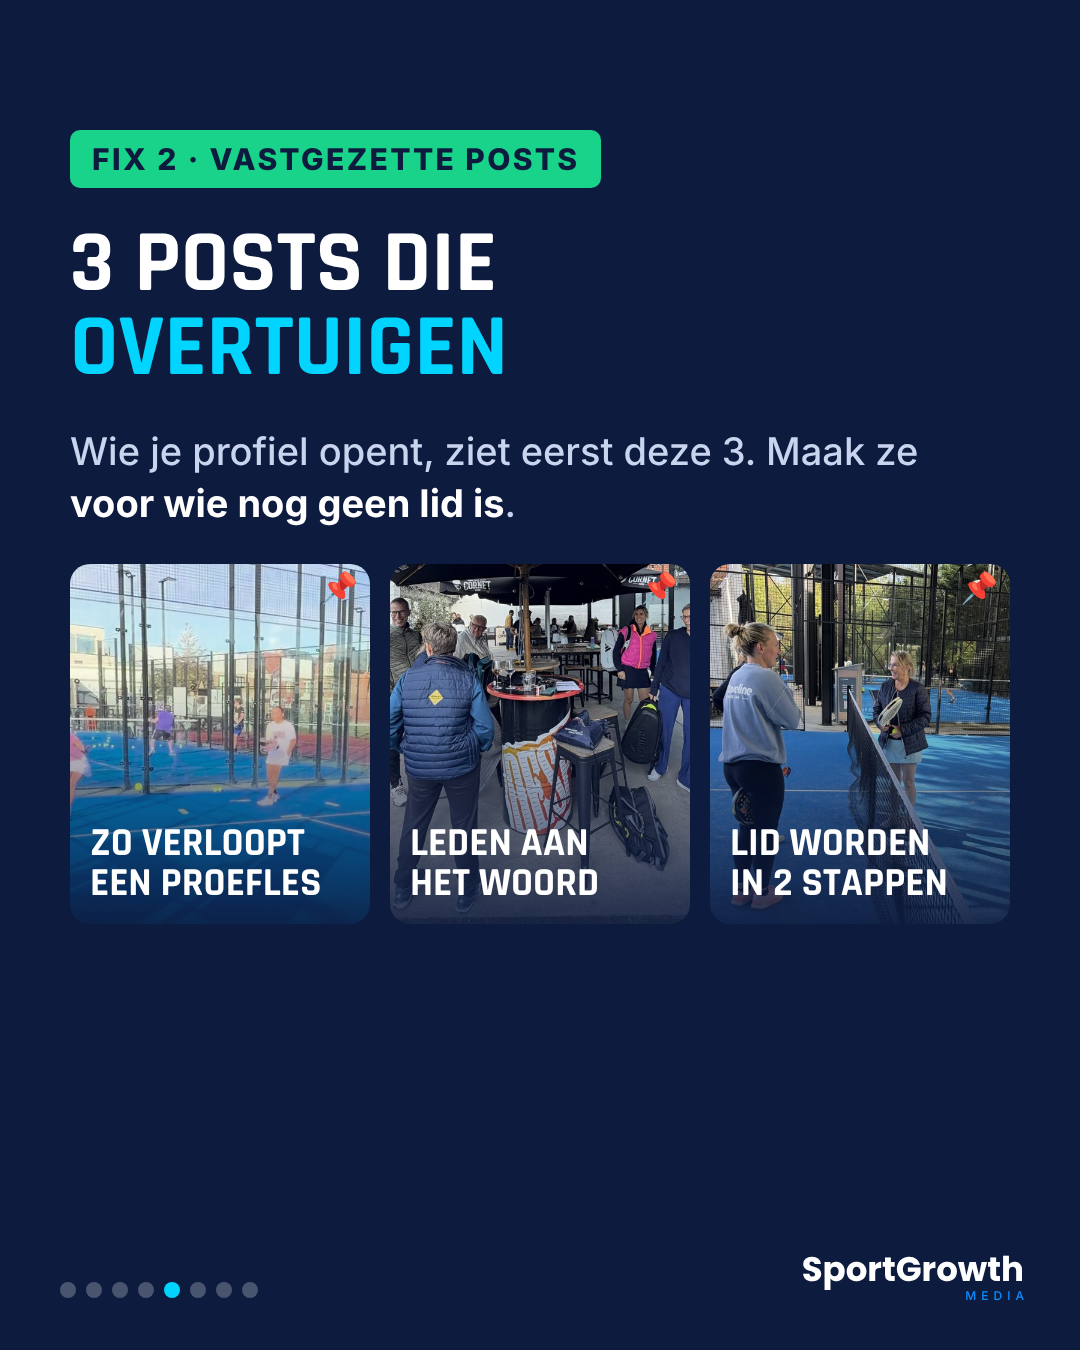 FIX 2 · VASTGEZETTE POSTS
3 POSTS DIE
OVERTUIGEN
Wie je profiel opent, ziet eerst deze 3. Maak ze
voor wie nog geen lid is.
CORNET
CORNET
ZO VERLOOPT
EEN PROEFLES
LEDEN AAN
HET WOORD
LID WORDEN
IN 2 STAPPEN
SportGrowth
MEDIA